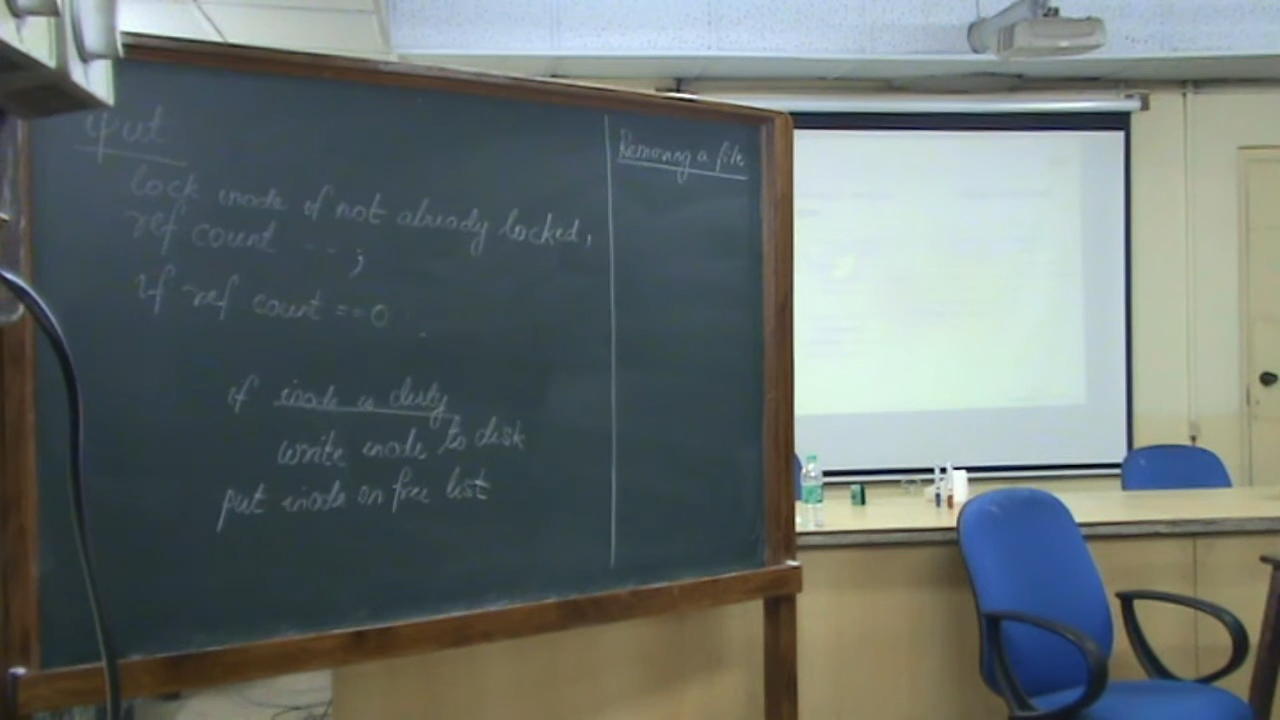 iput
lock inode if not already locked,
ref count --;
if ref count == 0
if inode is dirty
write inode to disk
put inode on free list
Removing a file